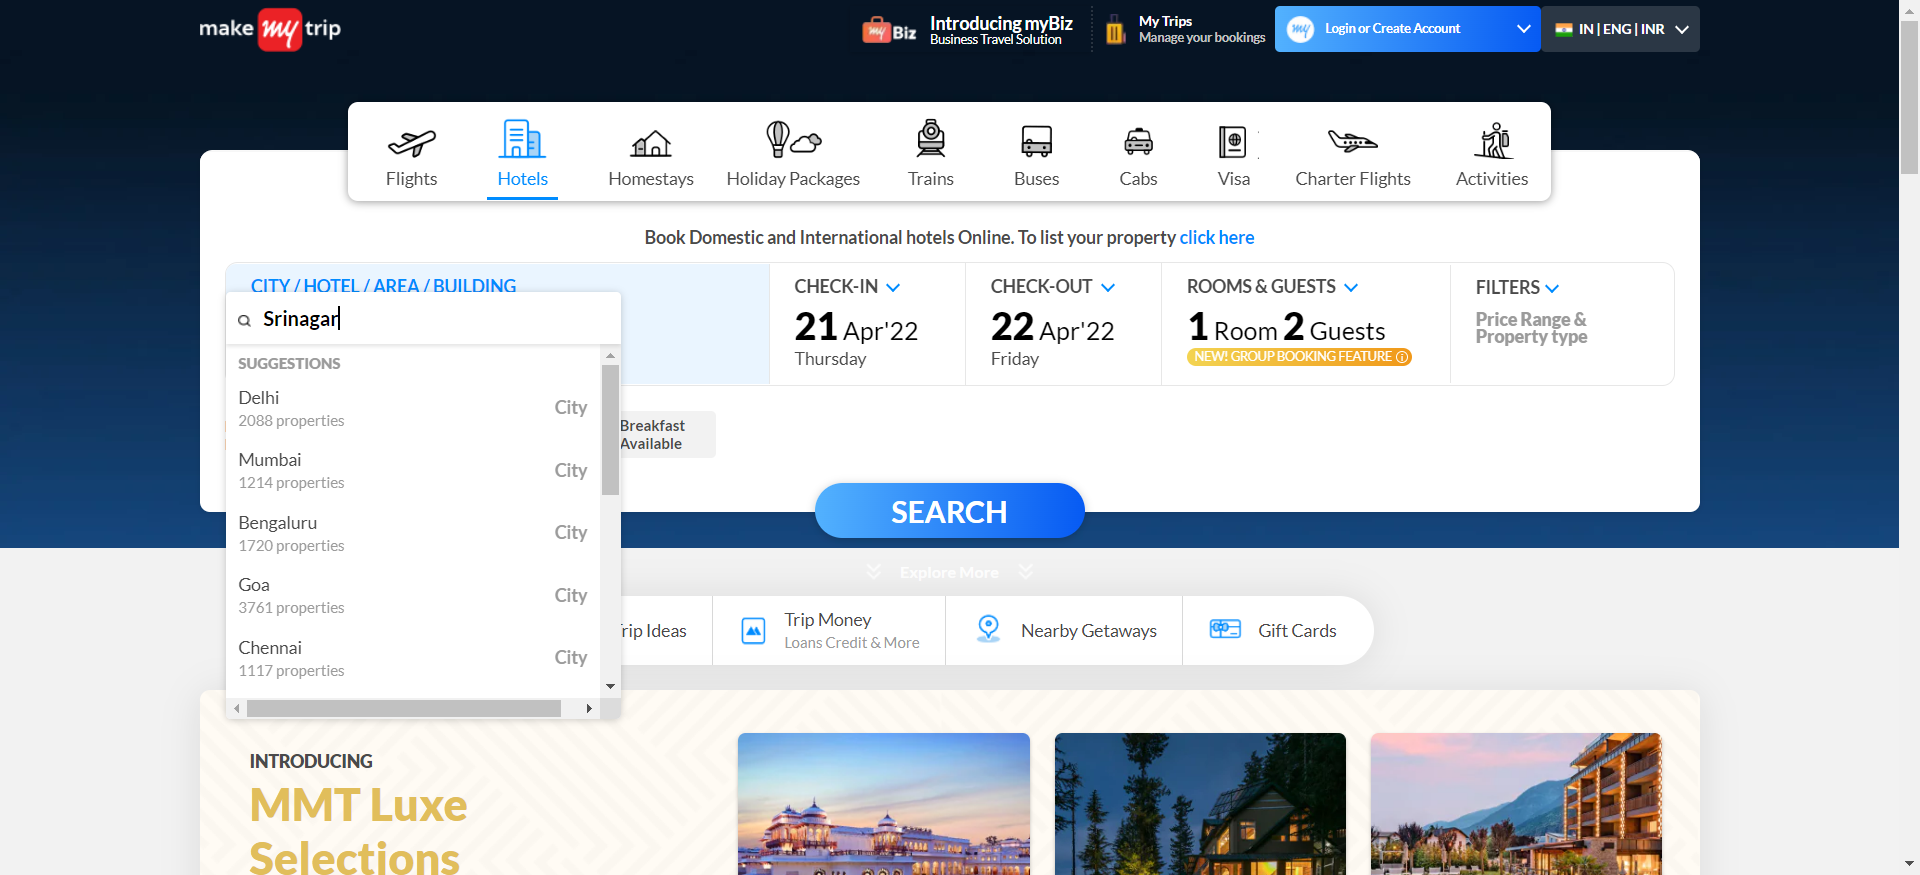 make my trip
my Biz
Introducing myBiz
Business Travel Solution
My Trips
Manage your bookings
my
Login or Create Account
IN | ENG | INR
Flights
Hotels
Homestays
Holiday Packages
Trains
Buses
Cabs
Visa
Charter Flights
Activities
Book Domestic and International hotels Online. To list your property click here
CITY / HOTEL / AREA / BUILDING
Srinagar
SUGGESTIONS
Delhi
2088 properties
City
Mumbai
1214 properties
City
Bengaluru
1720 properties
City
Goa
3761 properties
City
Chennai
1117 properties
City
CHECK-IN
21 Apr'22
Thursday
CHECK-OUT
22 Apr'22
Friday
ROOMS & GUESTS
1 Room 2 Guests
NEW! GROUP BOOKING FEATURE
FILTERS
Price Range &
Property type
Breakfast
Available
SEARCH
Explore More
Trip Ideas
Trip Money
Loans Credit & More
Nearby Getaways
Gift Cards
INTRODUCING
MMT Luxe
Selections